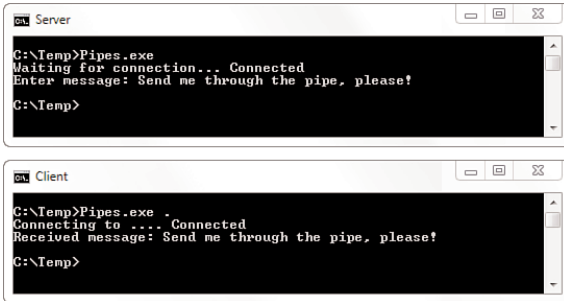 Server
C:\Temp>Pipes.exe
Waiting for connection... Connected
Enter message: Send me through the pipe, please!
C:\Temp>
Client
C:\Temp>Pipes.exe .
Connecting to .... Connected
Received message: Send me through the pipe, please!
C:\Temp>